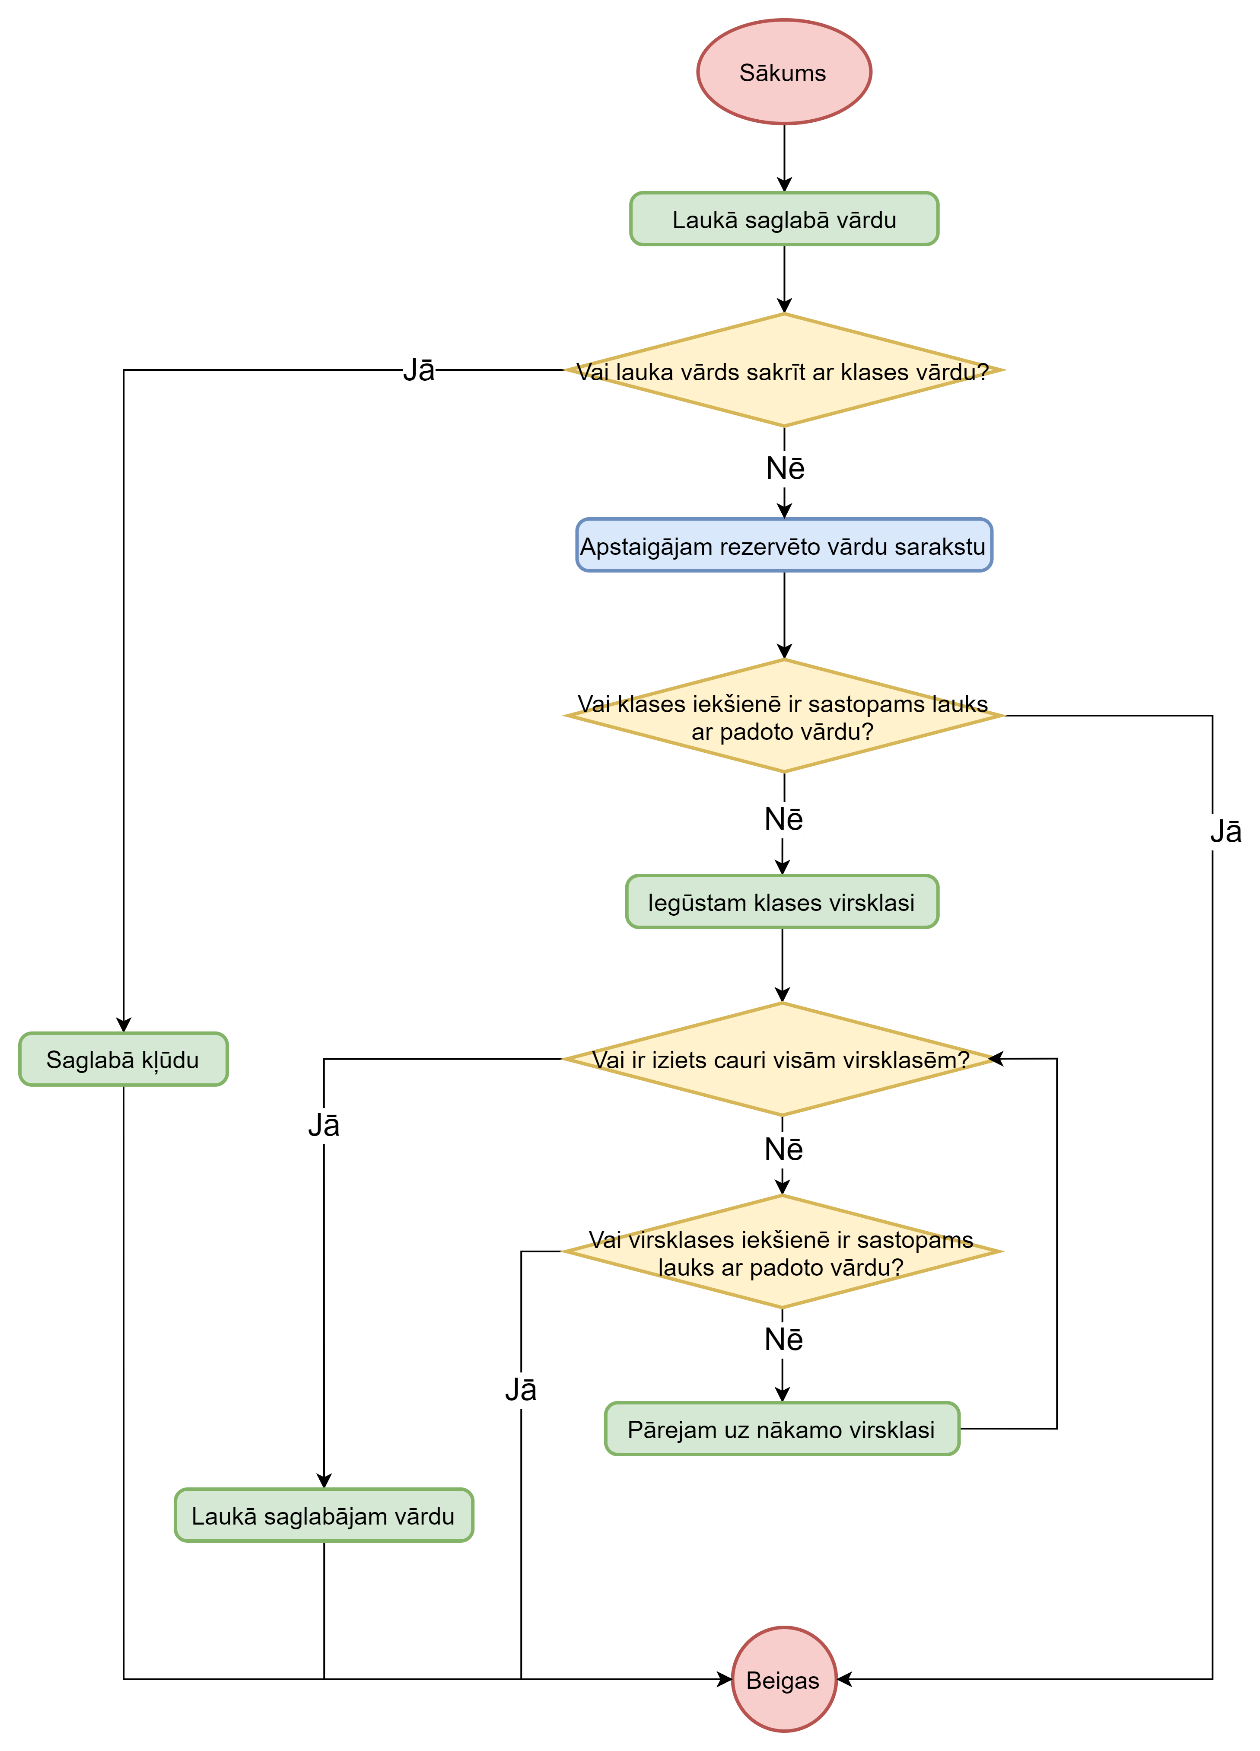 Sākums
Laukā saglabā vārdu
Vai lauka vārds sakrīt ar klases vārdu?
Jā
Nē
Apstaigājam rezervēto vārdu sarakstu
Vai klases iekšienē ir sastopams lauks
ar padoto vārdu?
Nē
Jā
Iegūstam klases virsklasi
Saglabā kļūdu
Vai ir iziets cauri visām virsklasēm?
Jā
Nē
Vai virsklases iekšienē ir sastopams
lauks ar padoto vārdu?
Nē
Jā
Pārejam uz nākamo virsklasi
Laukā saglabājam vārdu
Beigas